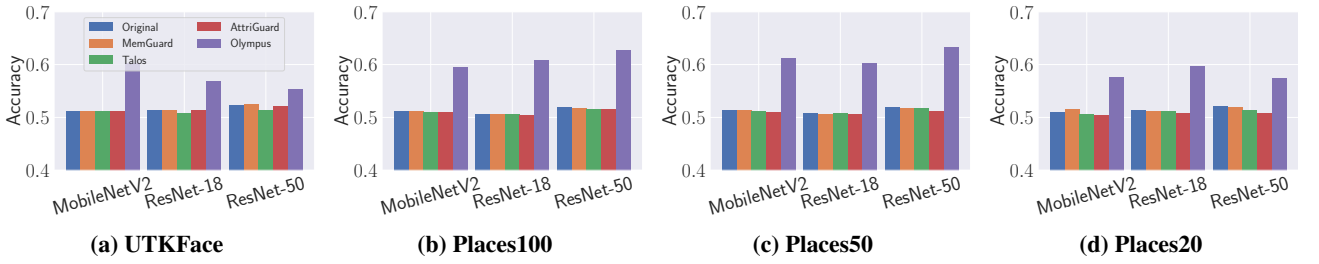 0.7
0.6
0.5
0.4
Accuracy
Original
MemGuard
Talos
AttriGuard
Olympus
MobileNetV2
ResNet-18
ResNet-50
(a) UTKFace
0.7
0.6
0.5
0.4
Accuracy
MobileNetV2
ResNet-18
ResNet-50
(b) Places100
0.7
0.6
0.5
0.4
Accuracy
MobileNetV2
ResNet-18
ResNet-50
(c) Places50
0.7
0.6
0.5
0.4
Accuracy
MobileNetV2
ResNet-18
ResNet-50
(d) Places20